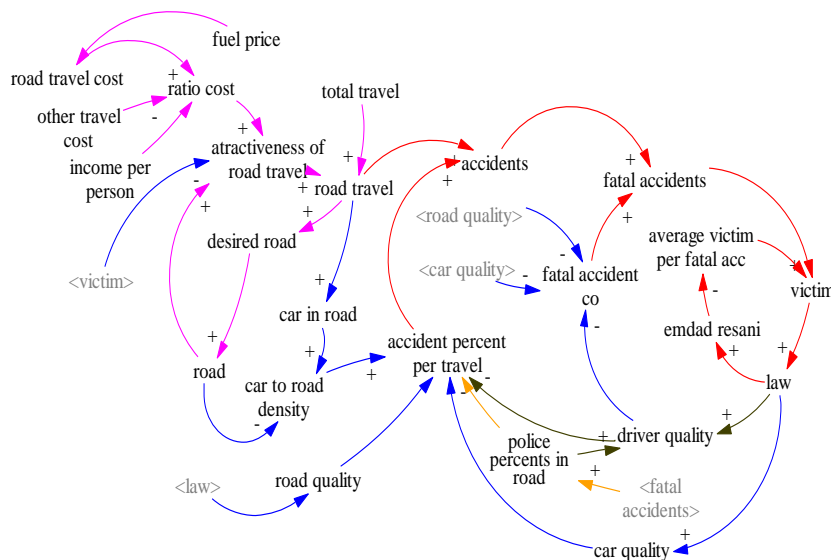 fuel price
road travel cost
+
ratio cost
other travel
cost
-
income per
person
total travel
+
atractiveness of
road travel
-
+
+
+
road travel
+
accidents
+
+
fatal accidents
+
<road quality>
-
<car quality>
-
fatal accident
co
-
average victim
per fatal acc
-
+
victim
desired road
+
<victim>
+
car in road
+
road
+
car to road
density
-
+
accident percent
per travel
-
-
emdad resani
+
+
law
+
driver quality
+
police
percents in
road
+
<fatal
accidents>
<law>
road quality
car quality
+